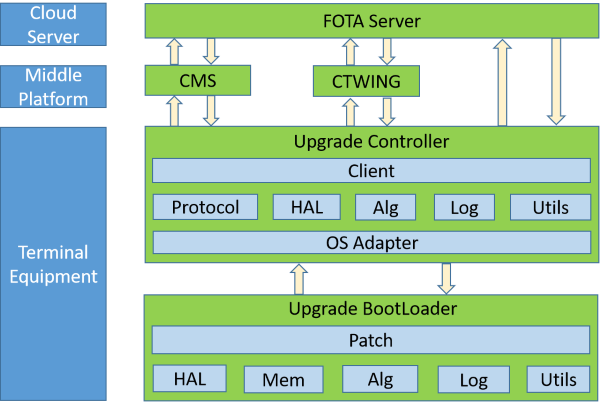 Cloud
Server
FOTA Server
Middle
Platform
CMS
CTWING
Terminal
Equipment
Upgrade Controller
Client
Protocol
HAL
Alg
Log
Utils
OS Adapter
Upgrade BootLoader
Patch
HAL
Mem
Alg
Log
Utils